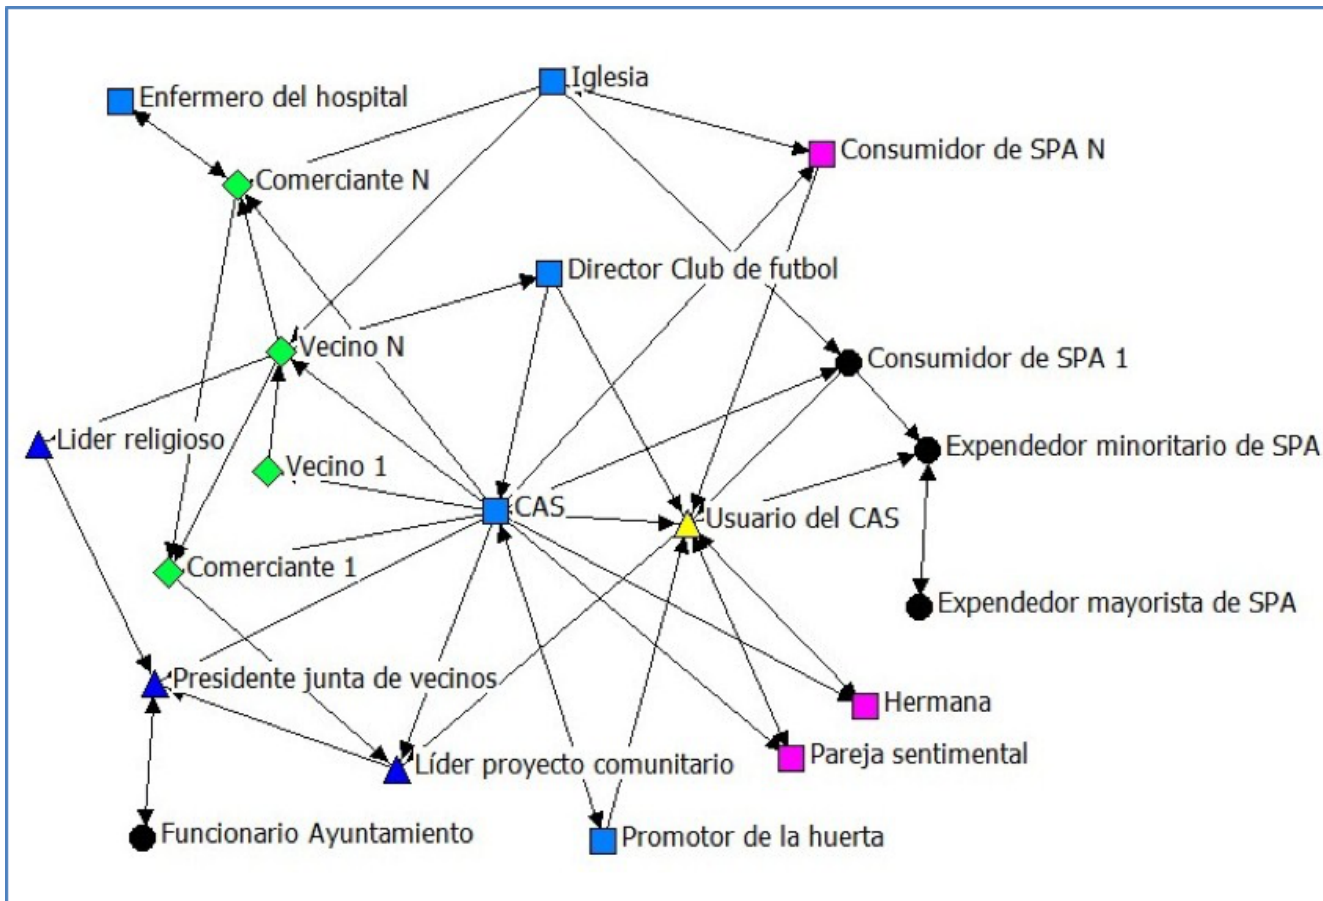 Iglesia
Enfermero del hospital
Consumidor de SPA N
Comerciante N
Director Club de futbol
Vecino N
Consumidor de SPA 1
Lider religioso
Expendedor minoritario de SPA
Vecino 1
CAS
Usuario del CAS
Comerciante 1
Expendedor mayorista de SPA
Presidente junta de vecinos
Hermana
Pareja sentimental
Líder proyecto comunitario
Funcionario Ayuntamiento
Promotor de la huerta